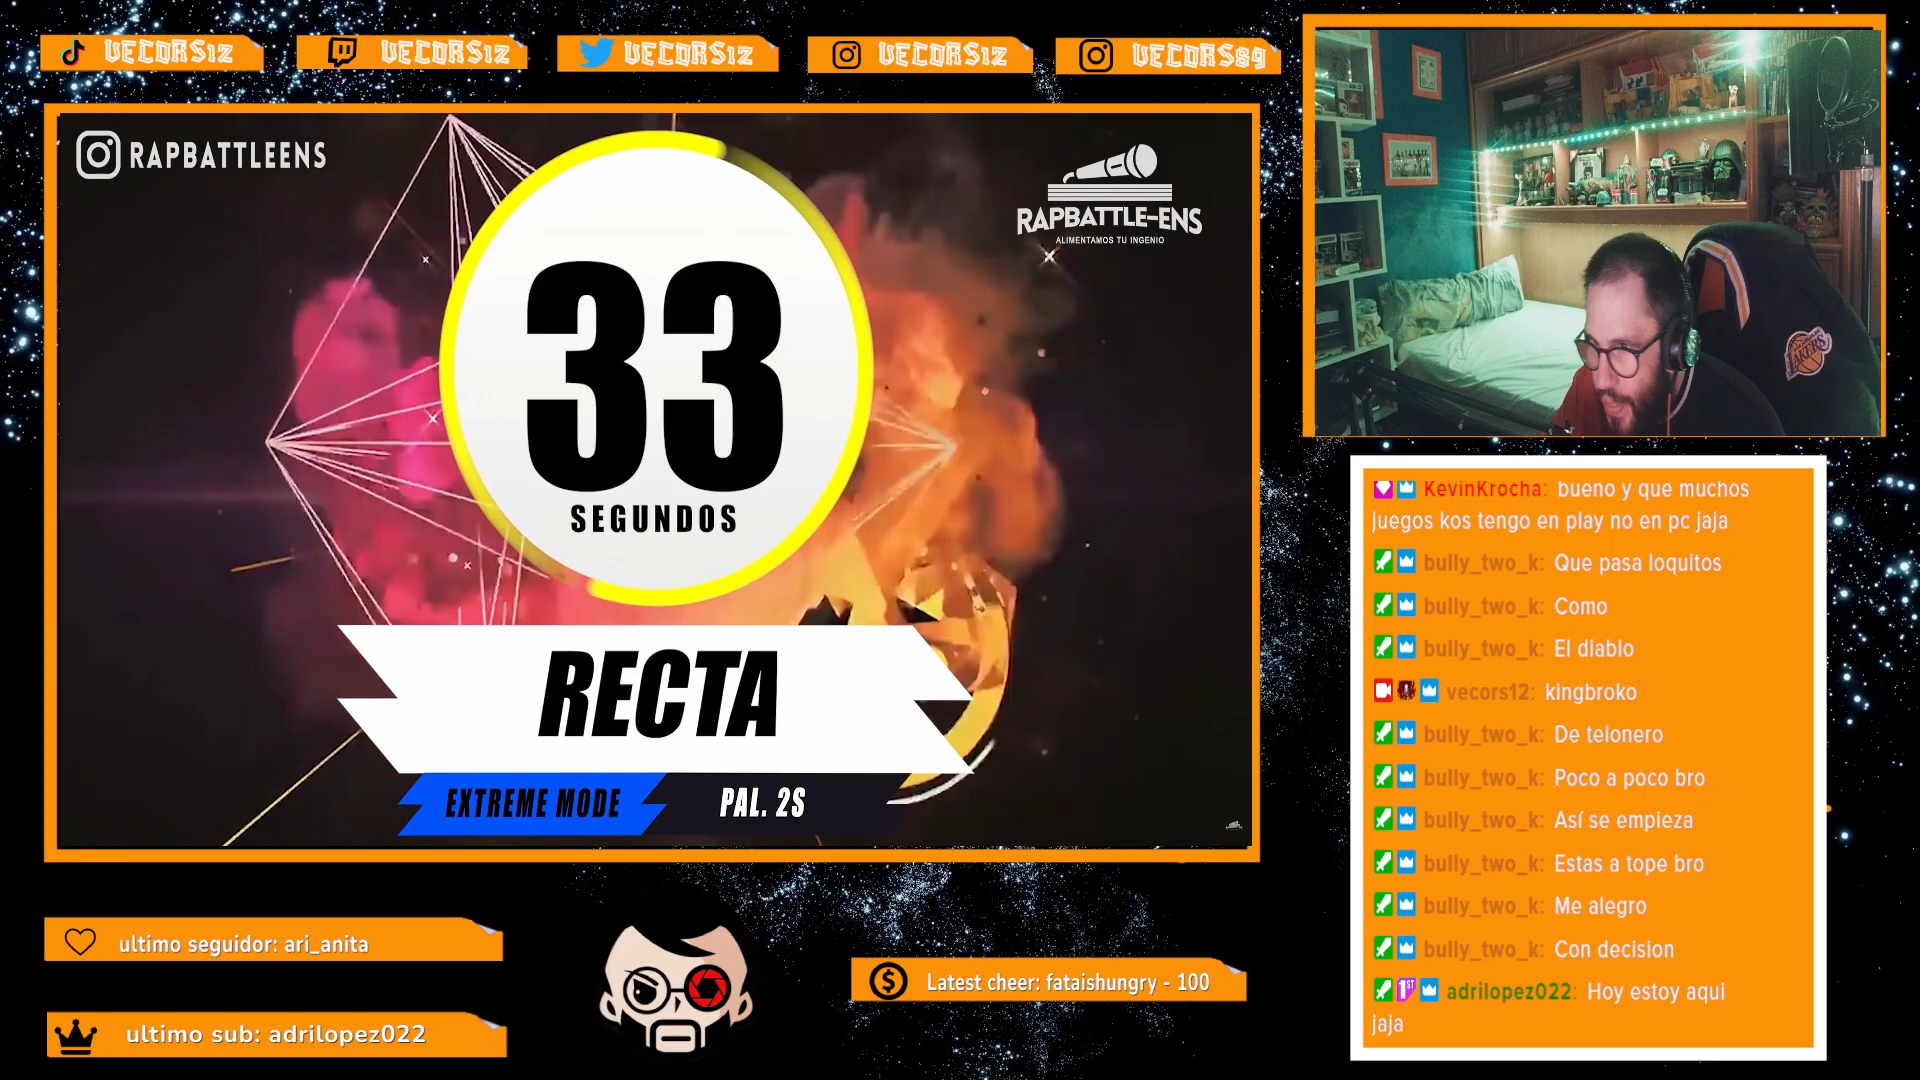 VECORS12
VECORS12
VECORS12
VECORS12
VECORS89
RAPBATTLEENS
RAPBATTLE-ENS
ALIMENTAMOS TU INGENIO
33
SEGUNDOS
RECTA
EXTREME MODE
PAL. 2S
LAKERS
KevinKrocha: bueno y que muchos
juegos kos tengo en play no en pc jaja
bully_two_k: Que pasa loquitos
bully_two_k: Como
bully_two_k: El diablo
vecors12: kingbroko
bully_two_k: De telonero
bully_two_k: Poco a poco bro
bully_two_k: Así se empieza
bully_two_k: Estas a tope bro
bully_two_k: Me alegro
bully_two_k: Con decision
1ST adrilopez022: Hoy estoy aqui
jaja
ultimo seguidor: ari_anita
Latest cheer: fataishungry - 100
ultimo sub: adrilopez022